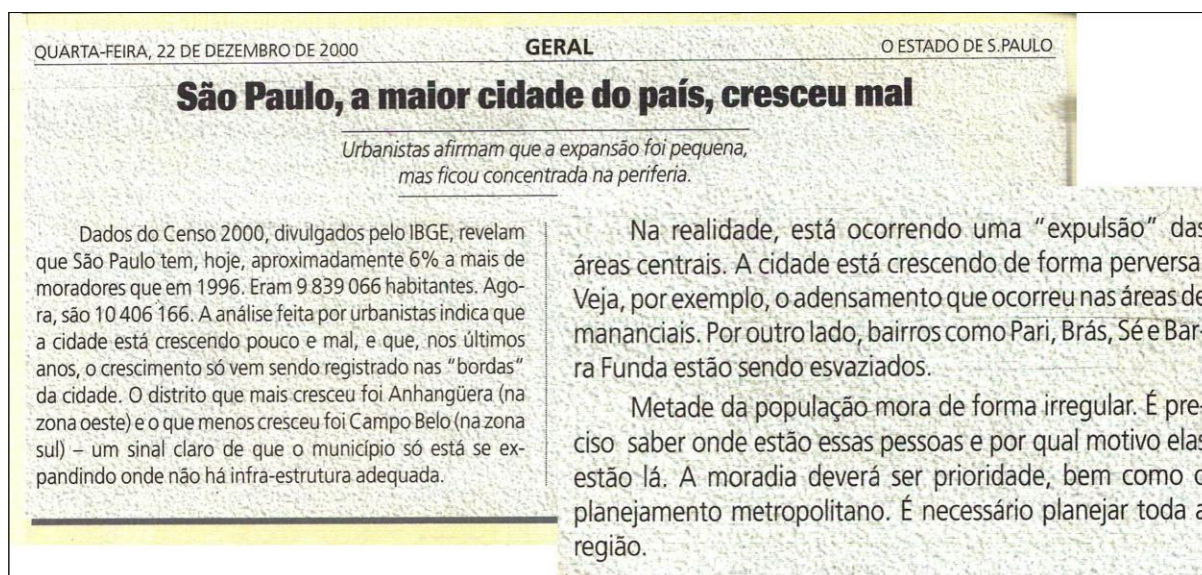 QUARTA-FEIRA, 22 DE DEZEMBRO DE 2000 GERAL O ESTADO DE S.PAULO
São Paulo, a maior cidade do país, cresceu mal
Urbanistas afirmam que a expansão foi pequena,
mas ficou concentrada na periferia.
Dados do Censo 2000, divulgados pelo IBGE, revelam
que São Paulo tem, hoje, aproximadamente 6% a mais de
moradores que em 1996. Eram 9 839 066 habitantes. Ago-
ra, são 10 406 166. A análise feita por urbanistas indica que
a cidade está crescendo pouco e mal, e que, nos últimos
anos, o crescimento só vem sendo registrado nas "bordas"
da cidade. O distrito que mais cresceu foi Anhangüera (na
zona oeste) e o que menos cresceu foi Campo Belo (na zona
sul) – um sinal claro de que o município só está se ex-
pandindo onde não há infra-estrutura adequada.
Na realidade, está ocorrendo uma "expulsão" das
áreas centrais. A cidade está crescendo de forma perversa
Veja, por exemplo, o adensamento que ocorreu nas áreas de
mananciais. Por outro lado, bairros como Pari, Brás, Sé e Bar-
ra Funda estão sendo esvaziados.
Metade da população mora de forma irregular. É pre-
ciso saber onde estão essas pessoas e por qual motivo elas
estão lá. A moradia deverá ser prioridade, bem como o
planejamento metropolitano. É necessário planejar toda a
região.